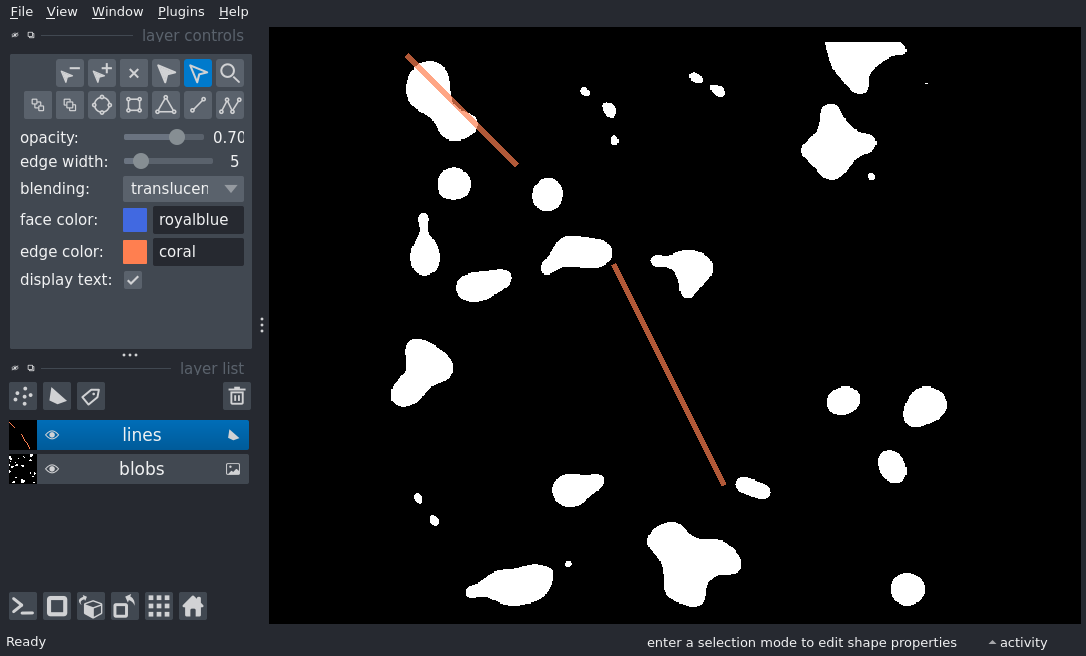 File View Window Plugins Help
layer controls
opacity: 0.70
edge width: 5
blending: translucen
face color: royalblue
edge color: coral
display text:
layer list
lines
blobs
Ready
enter a selection mode to edit shape properties
activity